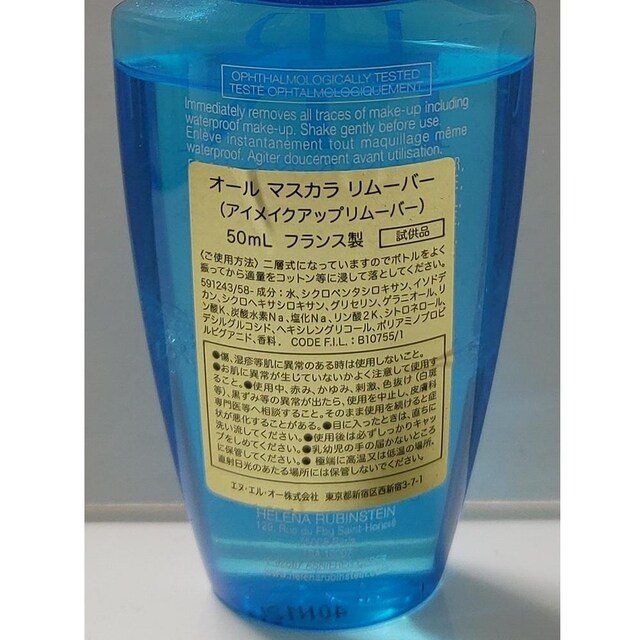 OPHTHALMOLOGICALLY TESTED
TESTÉ OPHTALMOLOGIQUEMENT
Immediately removes all traces of make-up including
waterproof make-up. Shake gently before use.
Enlève instantanément tout maquillage même
waterproof. Agiter doucement avant utilisation.
オール マスカラ リムーバー
(アイメイクアップリムーバー)
50mL フランス製 試供品
〈ご使用方法〉二層式になっていますのでボトルをよく
振ってから適量をコットン等に浸して落としてください。
591243/58- 成分:水、シクロペンタシロキサン、イソドデ
カン、シクロヘキサシロキサン、グリセリン、ゲラニオール、リ
ン酸K、炭酸水素Na、塩化Na、リン酸2K、シトロネロール、
デシルグルコシド、ヘキシレングリコール、ポリアミノプロピ
ルビグアニド、香料. CODE F.I.L. : B10755/1
●傷、湿疹等肌に異常のある時は使用しないこと。
●お肌に異常が生じていないかよく注意して使用す
ること。●使用中、赤み、かゆみ、刺激、色抜け(白斑
等)、黒ずみ等の異常が出たら、使用を中止し、皮膚科
専門医等へ相談すること。そのまま使用を続けると症
状が悪化することがある。●目に入ったときは、直ちに
洗い流してください。●使用後は必ずしっかりキャッ
プをしめてください。●乳幼児の手の届かないところ
に保管してください。● 極端に高温又は低温の場所、
直射日光のあたる場所には保管しないでください。
エヌ・エル・オー株式会社 東京都新宿区西新宿3-7-1
HELENA RUBINSTEIN
129, Rue du Fbg Saint-Honoré